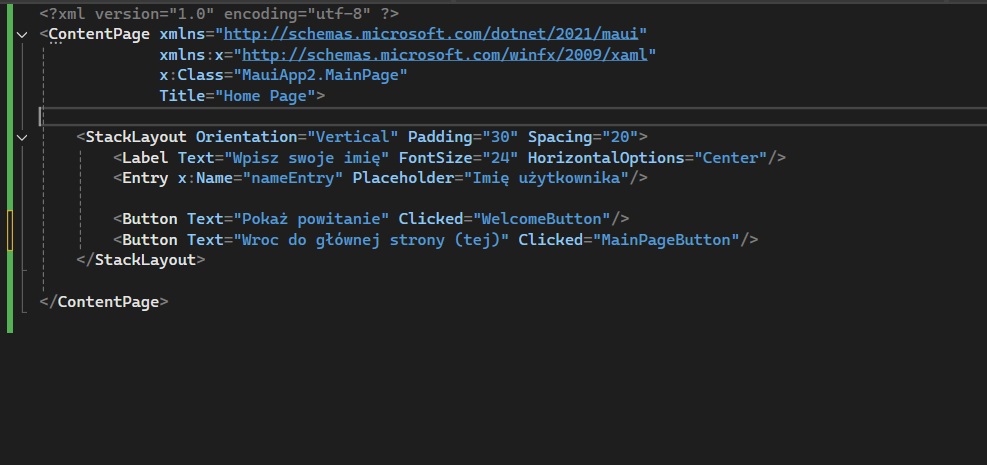 <?xml version="1.0" encoding="utf-8" ?>
<ContentPage xmlns="http://schemas.microsoft.com/dotnet/2021/maui"
             xmlns:x="http://schemas.microsoft.com/winfx/2009/xaml"
             x:Class="MauiApp2.MainPage"
             Title="Home Page">
    <StackLayout Orientation="Vertical" Padding="30" Spacing="20">
        <Label Text="Wpisz swoje imię" FontSize="24" HorizontalOptions="Center"/>
        <Entry x:Name="nameEntry" Placeholder="Imię użytkownika"/>
        <Button Text="Pokaż powitanie" Clicked="WelcomeButton"/>
        <Button Text="Wroc do głównej strony (tej)" Clicked="MainPageButton"/>
    </StackLayout>
</ContentPage>